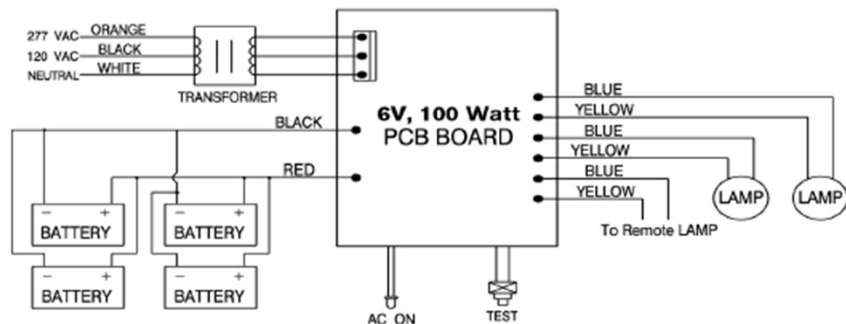 277 VAC ORANGE
120 VAC BLACK
NEUTRAL WHITE
TRANSFORMER
6V, 100 Watt
PCB BOARD
BLACK
RED
BLUE
YELLOW
BLUE
YELLOW
BLUE
YELLOW
LAMP
LAMP
To Remote LAMP
- +
BATTERY
- +
BATTERY
- +
BATTERY
- +
BATTERY
AC ON
TEST